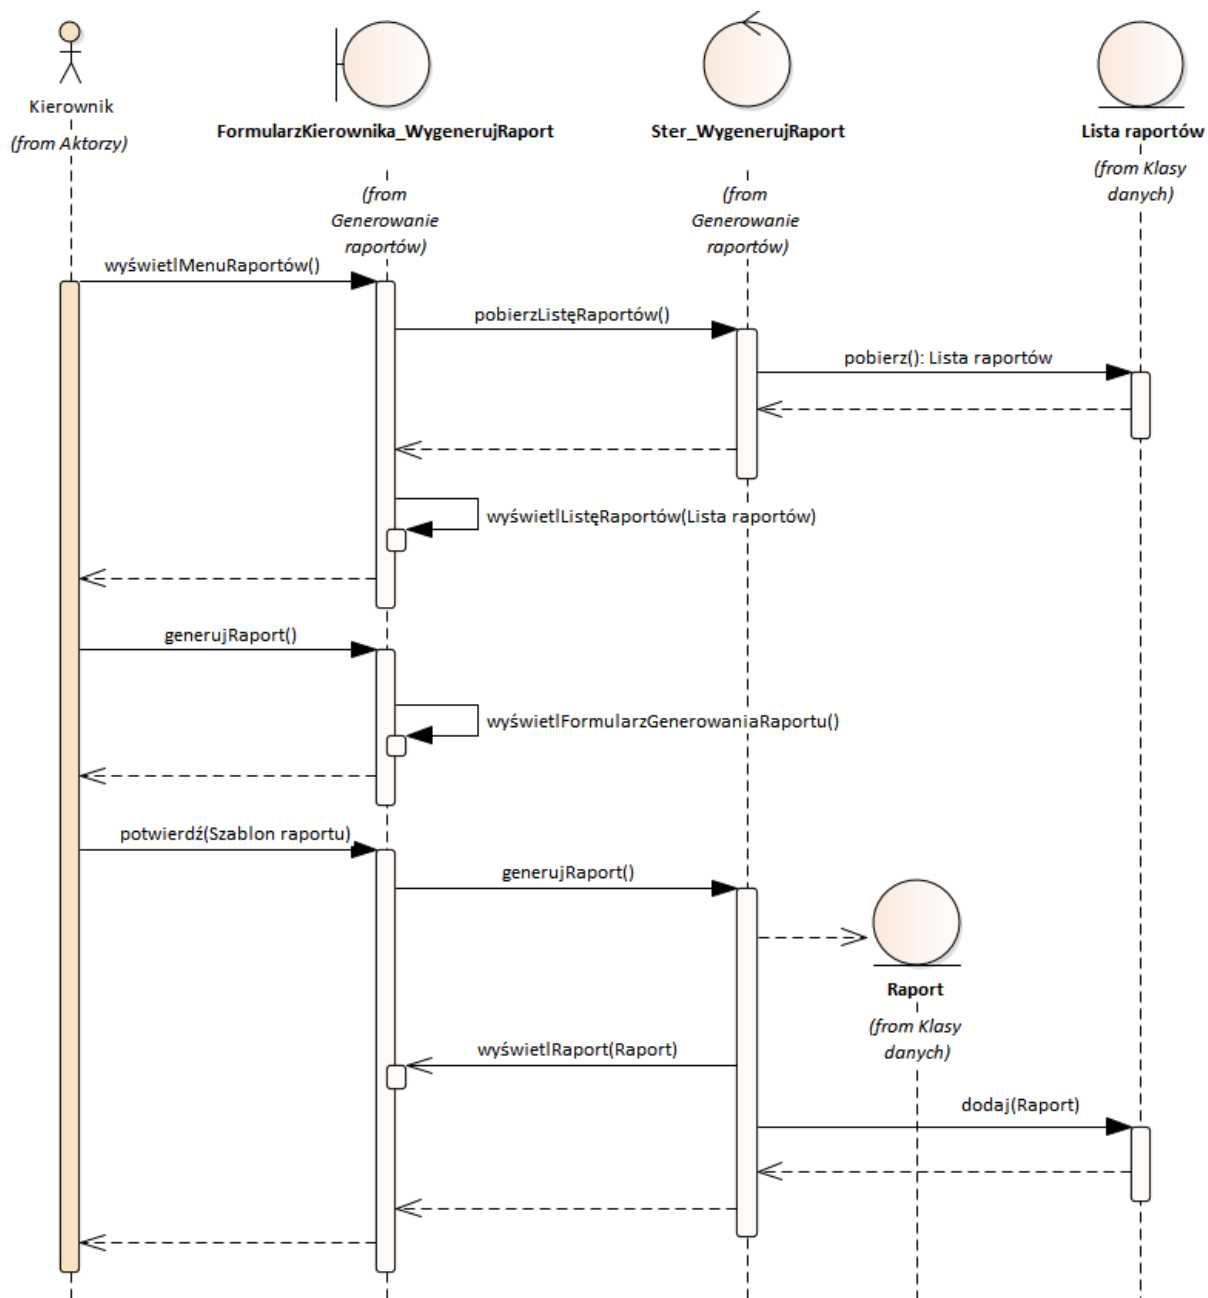 Kierownik
(from Aktorzy)
FormularzKierownika_WygenerujRaport
(from
Generowanie
raportów)
Ster_WygenerujRaport
(from
Generowanie
raportów)
Lista raportów
(from Klasy
danych)
wyświetlMenuRaportów()
pobierzListęRaportów()
pobierz(): Lista raportów
wyświetlListęRaportów(Lista raportów)
generujRaport()
wyświetlFormularzGenerowaniaRaportu()
potwierdź(Szablon raportu)
generujRaport()
Raport
(from Klasy
danych)
wyświetlRaport(Raport)
dodaj(Raport)